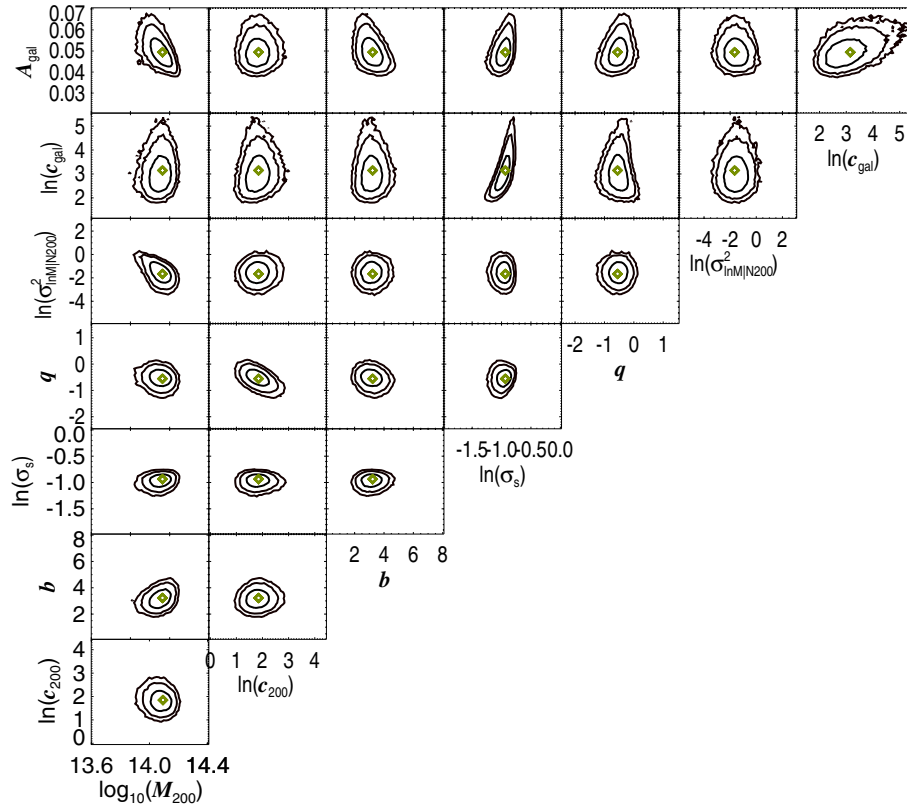 0.07
0.06
0.05
0.04
0.03
A_gal
2 3 4 5
ln(c_gal)
5
4
3
2
ln(c_gal)
-4 -2 0 2
ln(σ²_lnM|N200)
2
0
-2
-4
ln(σ²_lnM|N200)
-2 -1 0 1
q
1
0
-1
-2
q
-1.5-1.0-0.50.0
ln(σ_s)
0.0
-0.5
-1.0
-1.5
ln(σ_s)
2 4 6 8
b
8
6
4
2
b
0 1 2 3 4
ln(c_200)
4
3
2
1
0
ln(c_200)
13.6 14.0 14.4
log_10(M_200)